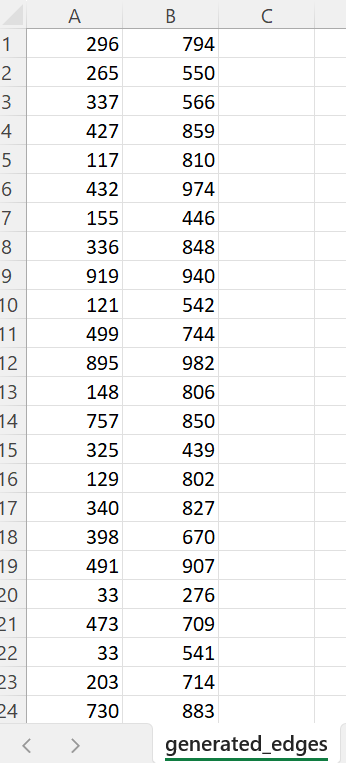 A B C
1 296 794
2 265 550
3 337 566
4 427 859
5 117 810
6 432 974
7 155 446
8 336 848
9 919 940
10 121 542
11 499 744
12 895 982
13 148 806
14 757 850
15 325 439
16 129 802
17 340 827
18 398 670
19 491 907
20 33 276
21 473 709
22 33 541
23 203 714
24 730 883
generated_edges